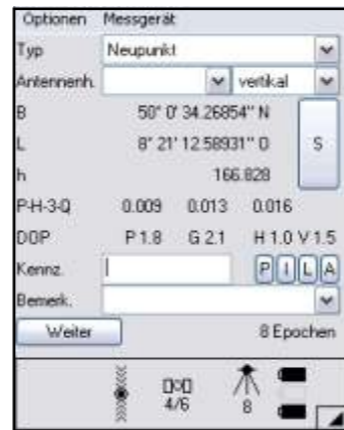 Optionen Messgerät
Typ Neupunkt
Antennenh. vertikal
B 50° 0' 34.26854" N
L 8° 21' 12.58931" O S
h 166.828
P-H-3-Q 0.009 0.013 0.016
DOP P 1.8 G 2.1 H 1.0 V 1.5
Kennz. P I L A
Bemerk.
Weiter 8 Epochen
4/6 8